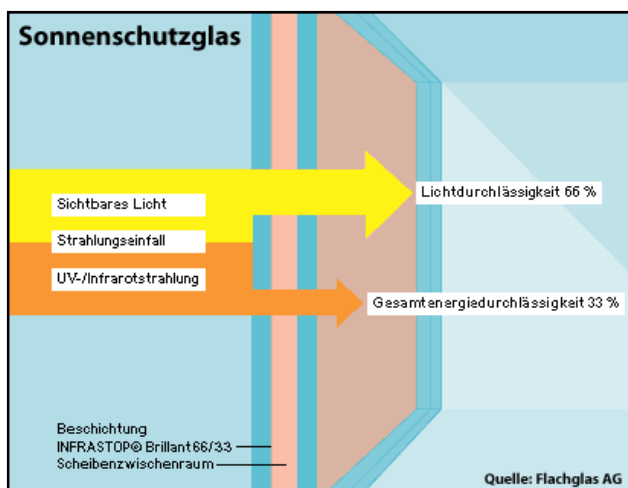 Sonnenschutzglas
Sichtbares Licht
Strahlungseinfall
UV-/Infrarotstrahlung
Lichtdurchlässigkeit 66 %
Gesamtenergiedurchlässigkeit 33 %
Beschichtung
INFRASTOP® Brillant 66/33
Scheibenzwischenraum
Quelle: Flachglas AG